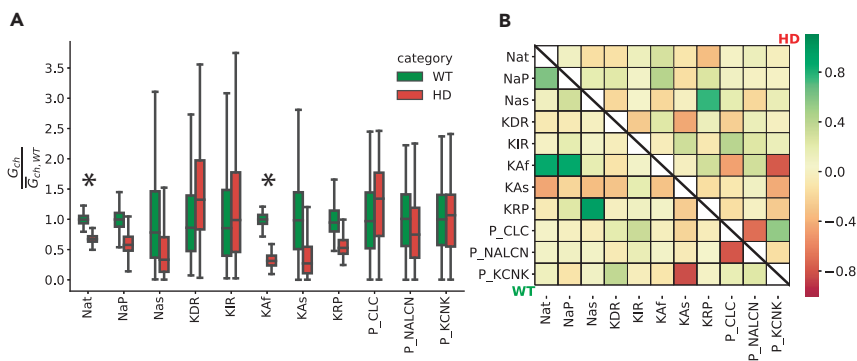 A
G_ch
G_ch,WT
3.5
3.0
2.5
2.0
1.5
1.0
0.5
0.0
*
*
category
WT
HD
Nat
NaP
Nas
KDR
KIR
KAf
KAs
KRP
P_CLC
P_NALCN
P_KCNK
B
HD
Nat
NaP
Nas
KDR
KIR
KAf
KAs
KRP
P_CLC
P_NALCN
P_KCNK
WT
Nat
NaP
Nas
KDR
KIR
KAf
KAs
KRP
P_CLC
P_NALCN
P_KCNK
0.8
0.4
0.0
−0.4
−0.8